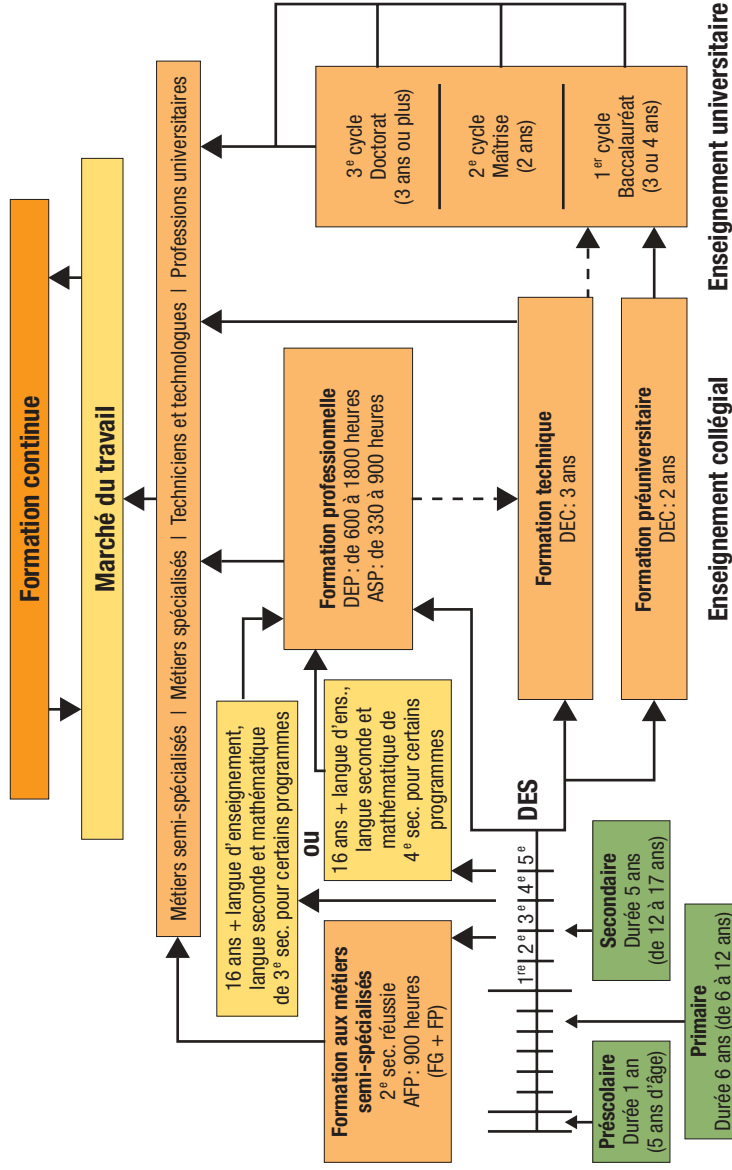 Formation continue
Marché du travail
Métiers semi-spécialisés | Métiers spécialisés | Techniciens et technologues | Professions universitaires
16 ans + langue d'enseignement,
langue seconde et mathématique
de 3e sec. pour certains programmes
ou
16 ans + langue d'ens.,
langue seconde et
mathématique de
4e sec. pour certains
programmes
Formation aux métiers
semi-spécialisés
2e sec. réussie
AFP: 900 heures
(FG + FP)
Formation professionnelle
DEP: de 600 à 1800 heures
ASP: de 330 à 900 heures
3e cycle
Doctorat
(3 ans ou plus)
2e cycle
Maîtrise
(2 ans)
1er cycle
Baccalauréat
(3 ou 4 ans)
1re 2e 3e 4e 5e
DES
Formation technique
DEC: 3 ans
Formation préuniversitaire
DEC: 2 ans
Préscolaire
Durée 1 an
(5 ans d'âge)
Primaire
Durée 6 ans (de 6 à 12 ans)
Secondaire
Durée 5 ans
(de 12 à 17 ans)
Enseignement collégial
Enseignement universitaire